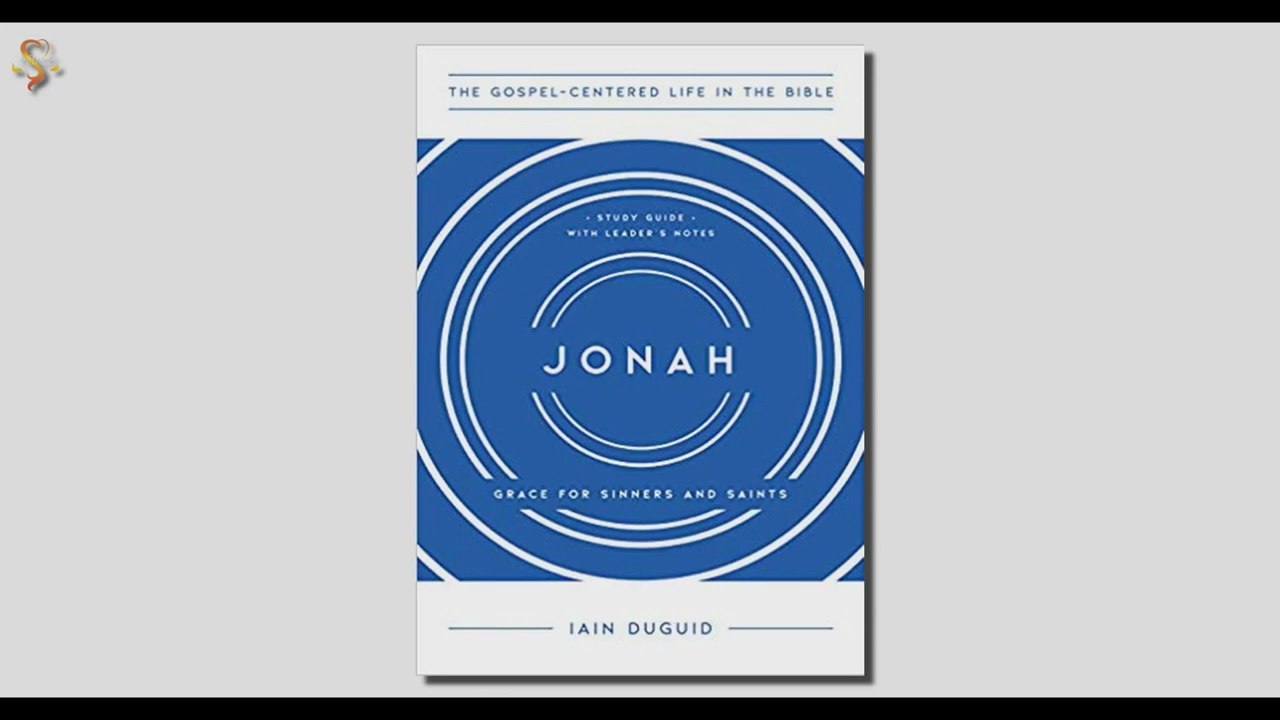 THE GOSPEL-CENTERED LIFE IN THE BIBLE
• STUDY GUIDE •
WITH LEADER'S NOTES
JONAH
GRACE FOR SINNERS AND SAINTS
IAIN DUGUID